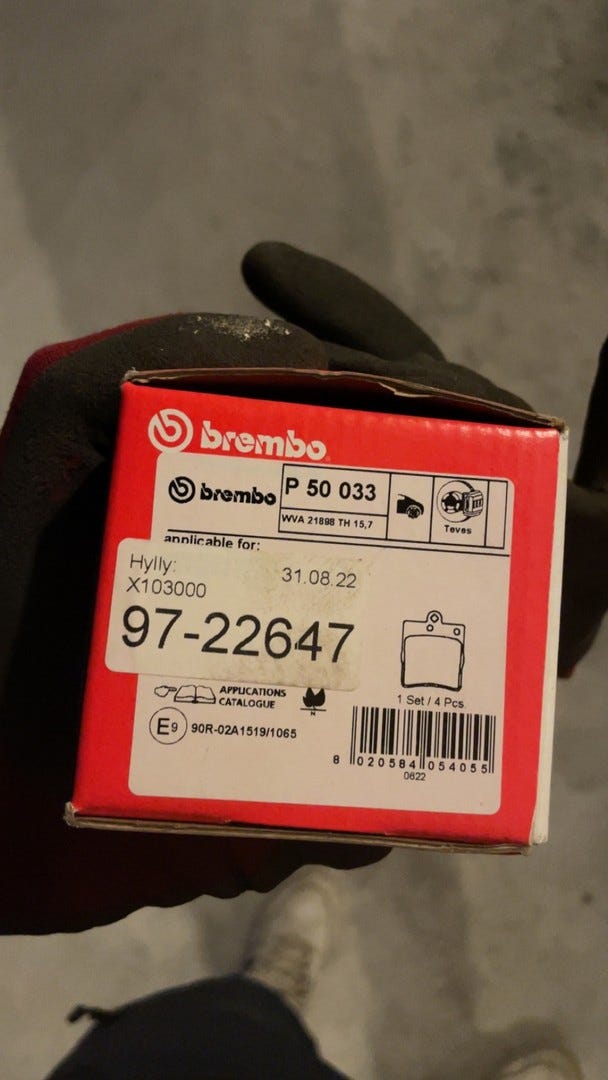 brembo
brembo P 50 033
WVA 21898 TH 15,7
Teves
applicable for:
Hylly: 31.08.22
X103000
97-22647
APPLICATIONS
CATALOGUE
N
1 Set / 4 Pcs.
E9 90R-02A1519/1065
8 020584 054055
0622